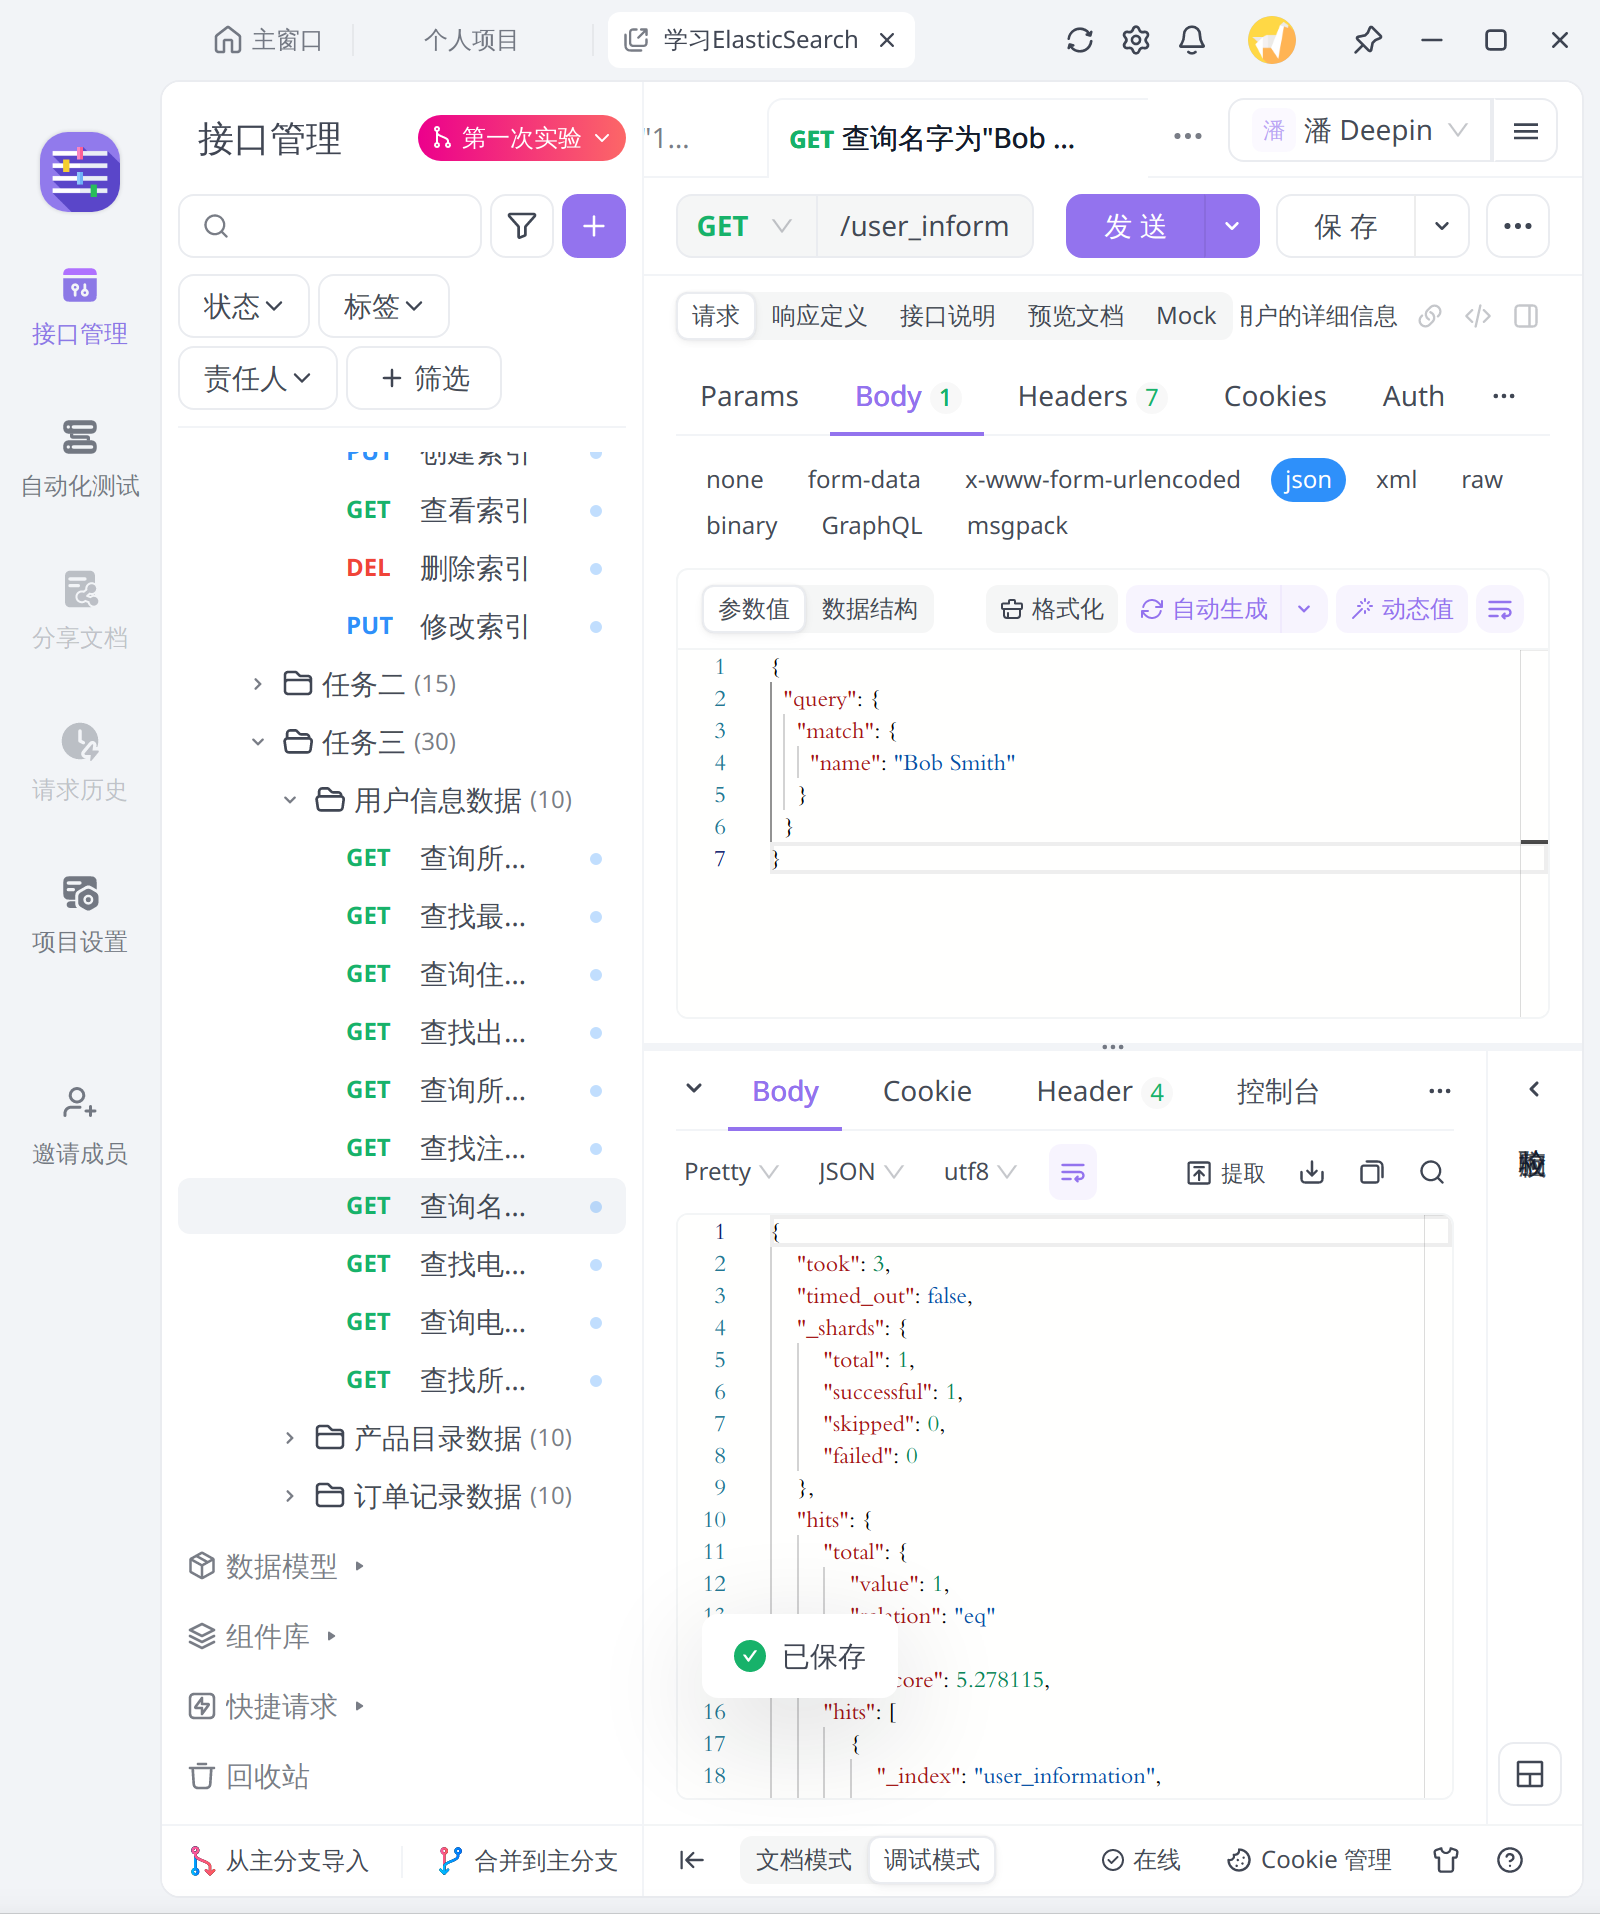 主窗口
个人项目
学习ElasticSearch
接口管理
第一次实验
"1...
GET 查询名字为"Bob ...
潘 潘 Deepin
GET
/user_inform
发 送
保 存
接口管理
自动化测试
分享文档
请求历史
项目设置
邀请成员
状态
标签
责任人
筛选
PUT 创建索引
GET 查看索引
DEL 删除索引
PUT 修改索引
任务二 (15)
任务三 (30)
用户信息数据 (10)
GET 查询所...
GET 查找最...
GET 查询住...
GET 查找出...
GET 查询所...
GET 查找注...
GET 查询名...
GET 查找电...
GET 查询电...
GET 查找所...
产品目录数据 (10)
订单记录数据 (10)
数据模型
组件库
快捷请求
回收站
从主分支导入
合并到主分支
请求 响应定义 接口说明 预览文档 Mock 用户的详细信息
Params Body 1 Headers 7 Cookies Auth
none form-data x-www-form-urlencoded json xml raw
binary GraphQL msgpack
参数值 数据结构 格式化 自动生成 动态值
1 {
2 "query": {
3 "match": {
4 "name": "Bob Smith"
5 }
6 }
7 }
Body Cookie Header 4 控制台
Pretty JSON utf8 提取
1 {
2 "took": 3,
3 "timed_out": false,
4 "_shards": {
5 "total": 1,
6 "successful": 1,
7 "skipped": 0,
8 "failed": 0
9 },
10 "hits": {
11 "total": {
12 "value": 1,
13 "relation": "eq"
已保存
core": 5.278115,
16 "hits": [
17 {
18 "_index": "user_information",
文档模式 调试模式
在线
Cookie 管理